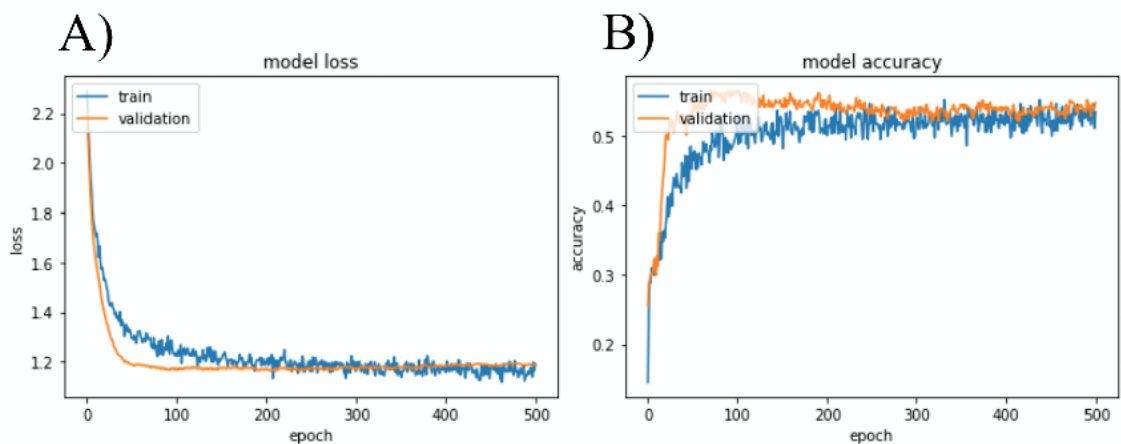 A)
model loss
train
validation
2.2
2.0
1.8
1.6
1.4
1.2
loss
0
100
200
300
400
500
epoch
B)
model accuracy
train
validation
0.5
0.4
0.3
0.2
accuracy
0
100
200
300
400
500
epoch